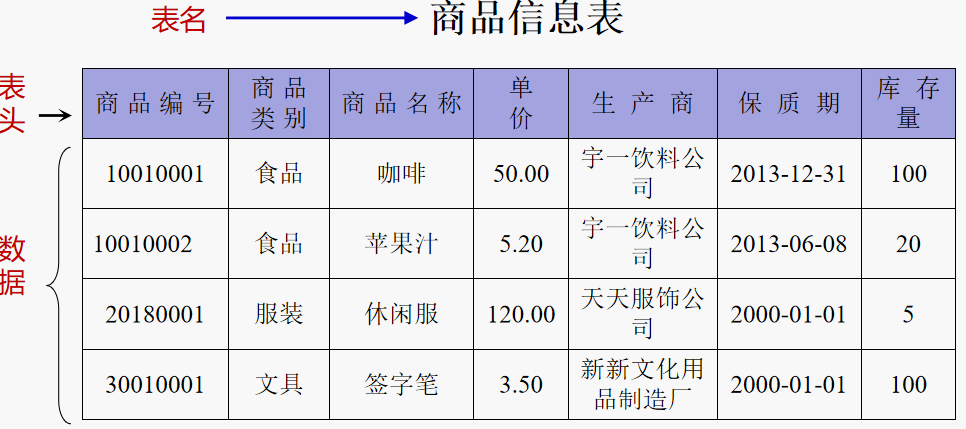 表名 商品信息表
表头
商品编号 商品类别 商品名称 单价 生产商 保质期 库存量
数据
10010001 食品 咖啡 50.00 宇一饮料公司 2013-12-31 100
10010002 食品 苹果汁 5.20 宇一饮料公司 2013-06-08 20
20180001 服装 休闲服 120.00 天天服饰公司 2000-01-01 5
30010001 文具 签字笔 3.50 新新文化用品制造厂 2000-01-01 100